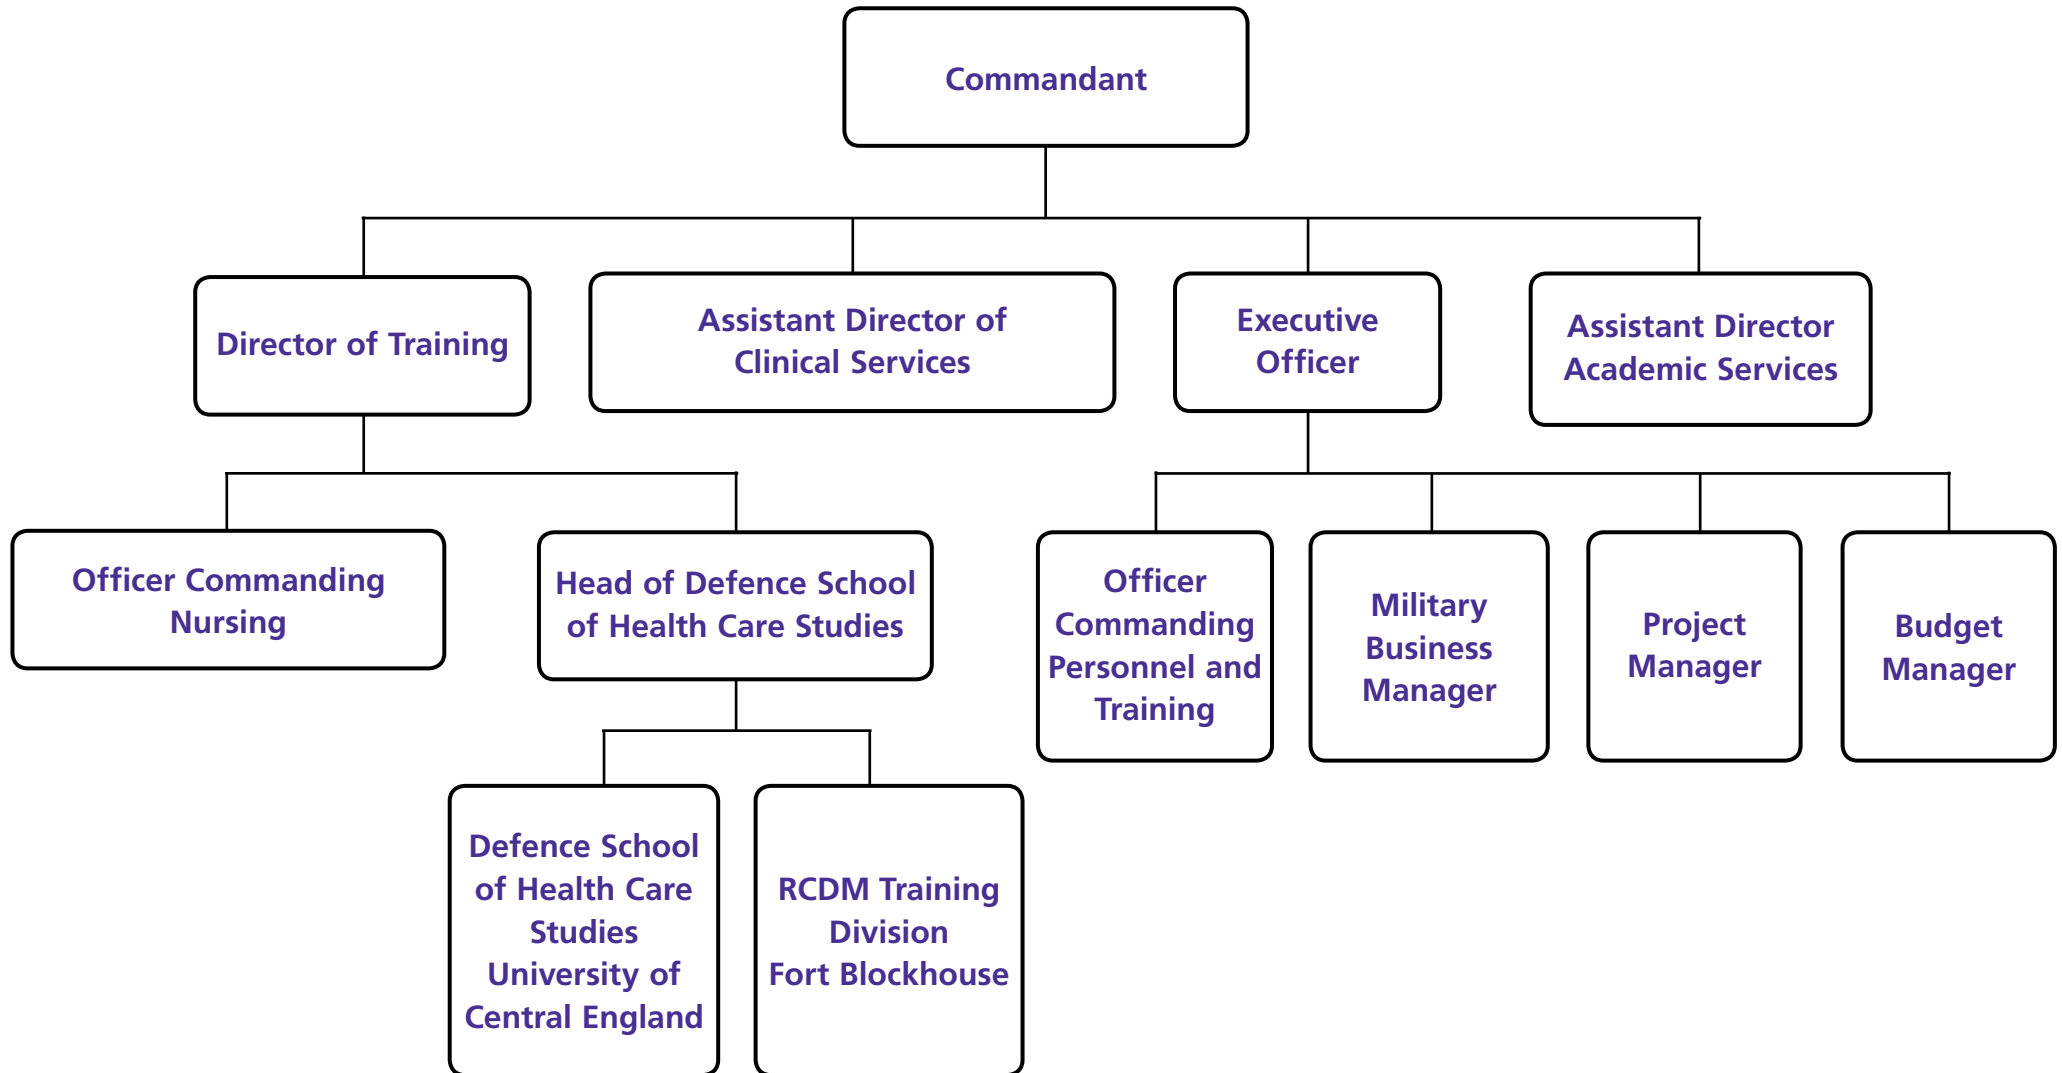 Commandant
Director of Training
Assistant Director of
Clinical Services
Executive
Officer
Assistant Director
Academic Services
Officer Commanding
Nursing
Head of Defence School
of Health Care Studies
Officer
Commanding
Personnel and
Training
Military
Business
Manager
Project
Manager
Budget
Manager
Defence School
of Health Care
Studies
University of
Central England
RCDM Training
Division
Fort Blockhouse